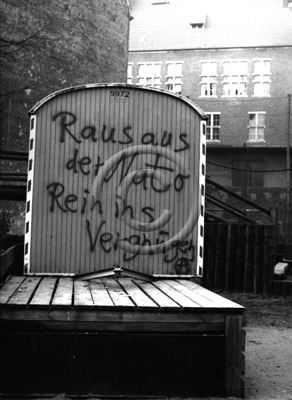 9972
Raus aus
der Nato
Rein ins
Vergnügen